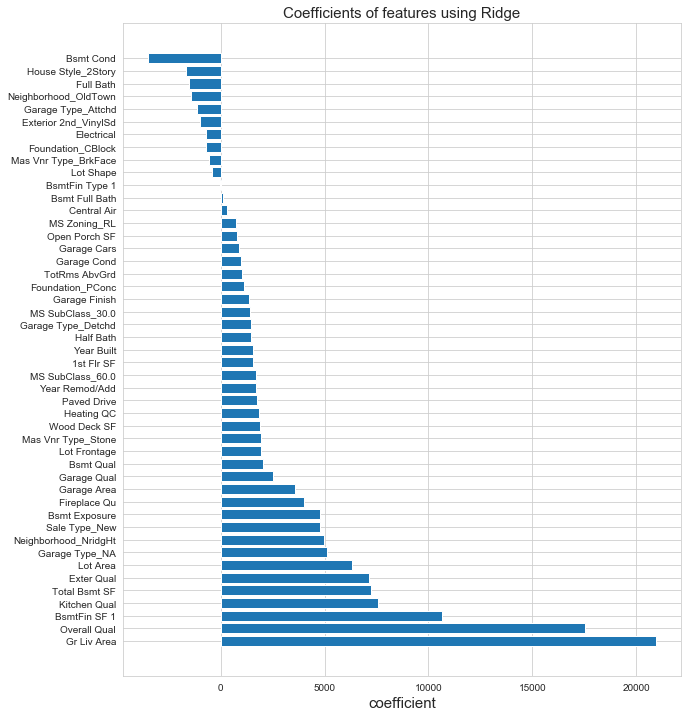 Coefficients of features using Ridge
Bsmt Cond
House Style_2Story
Full Bath
Neighborhood_OldTown
Garage Type_Attchd
Exterior 2nd_VinylSd
Electrical
Foundation_CBlock
Mas Vnr Type_BrkFace
Lot Shape
BsmtFin Type 1
Bsmt Full Bath
Central Air
MS Zoning_RL
Open Porch SF
Garage Cars
Garage Cond
TotRms AbvGrd
Foundation_PConc
Garage Finish
MS SubClass_30.0
Garage Type_Detchd
Half Bath
Year Built
1st Flr SF
MS SubClass_60.0
Year Remod/Add
Paved Drive
Heating QC
Wood Deck SF
Mas Vnr Type_Stone
Lot Frontage
Bsmt Qual
Garage Qual
Garage Area
Fireplace Qu
Bsmt Exposure
Sale Type_New
Neighborhood_NridgHt
Garage Type_NA
Lot Area
Exter Qual
Total Bsmt SF
Kitchen Qual
BsmtFin SF 1
Overall Qual
Gr Liv Area
0 5000 10000 15000 20000
coefficient